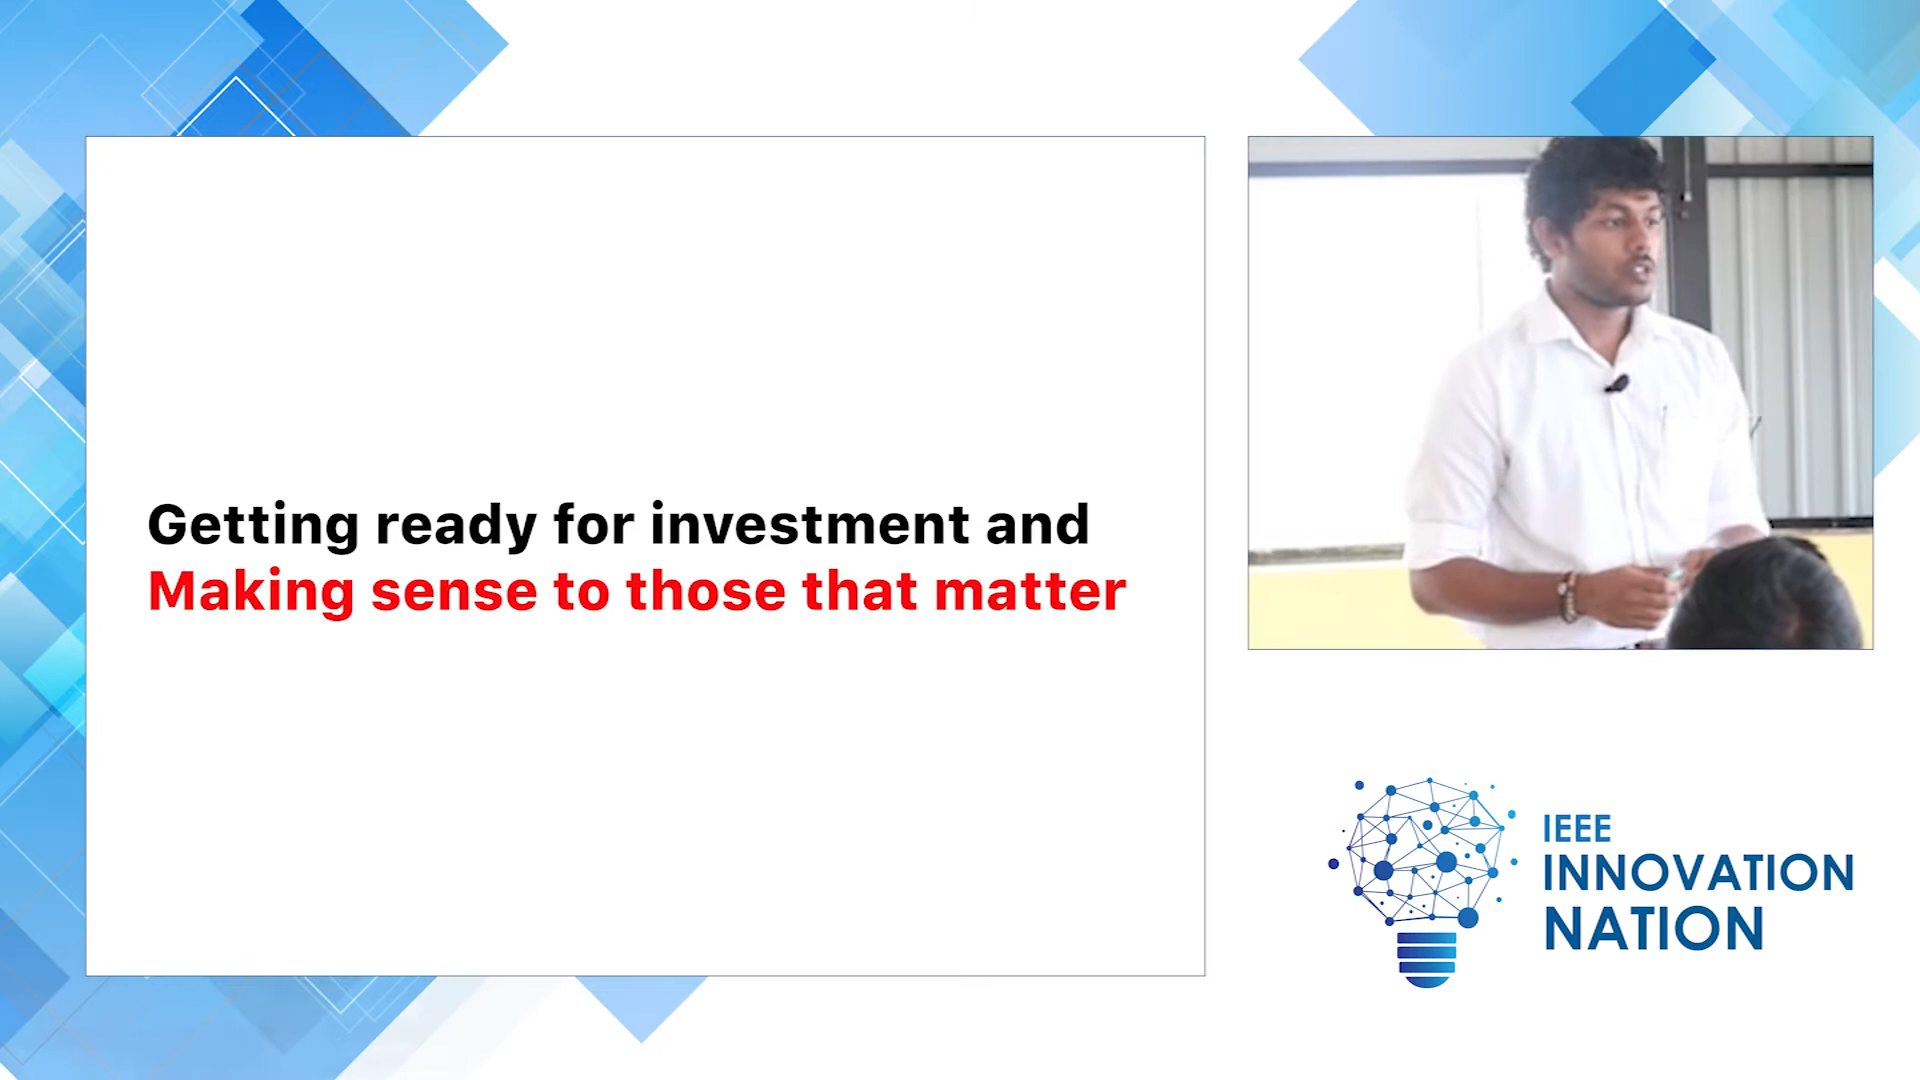 Getting ready for investment and
Making sense to those that matter
IEEE
INNOVATION
NATION